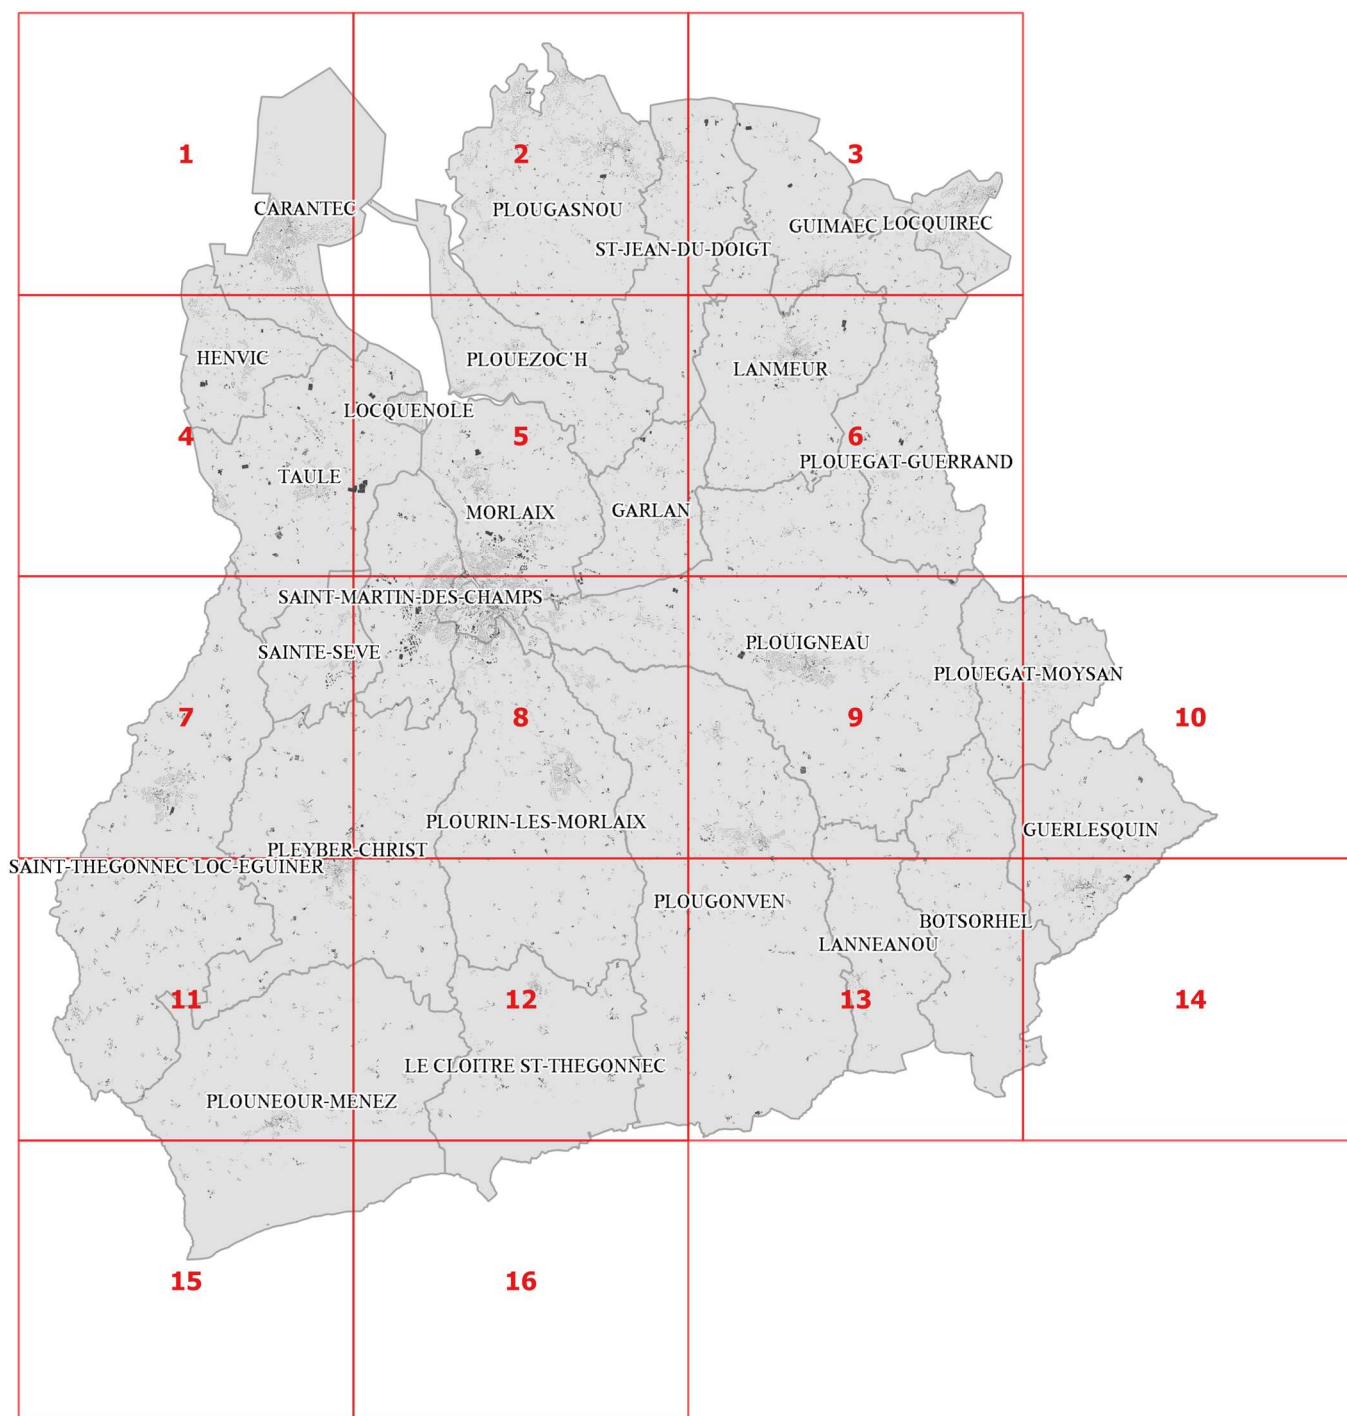 1
2
3
CARANTEC
PLOUGASNOU
GUIMAEC
LOCQUIREC
ST-JEAN-DU-DOIGT
HENVIC
PLOUEZOC'H
LANMEUR
LOCQUENOLE
4
5
6
PLOUEGAT-GUERRAND
TAULE
MORLAIX
GARLAN
SAINT-MARTIN-DES-CHAMPS
SAINTE-SEVE
PLOUIGNEAU
PLOUEGAT-MOYSAN
7
8
9
10
PLOURIN-LES-MORLAIX
GUERLESQUIN
PLEYBER-CHRIST
SAINT-THEGONNEC LOC-EGUINER
PLOUGONVEN
BOTSORHEL
LANNEANOU
11
12
13
14
LE CLOITRE ST-THEGONNEC
PLOUNEOUR-MENEZ
15
16